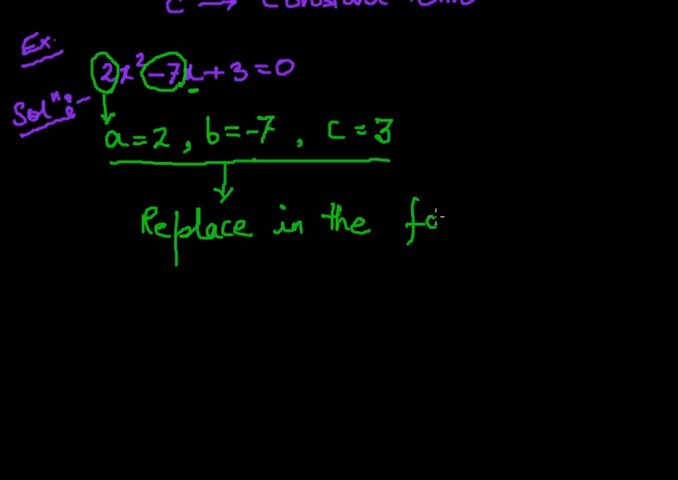 c →
Ex.
2x² - 7x + 3 = 0
Solⁿ:-
a = 2, b = -7, c = 3
Replace in the fo